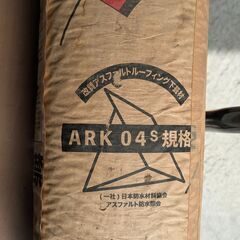 改質アスファルトルーフィング下葺材
ARK 04s 規格
(一社)日本防水材料協会
アスファルト防水部会